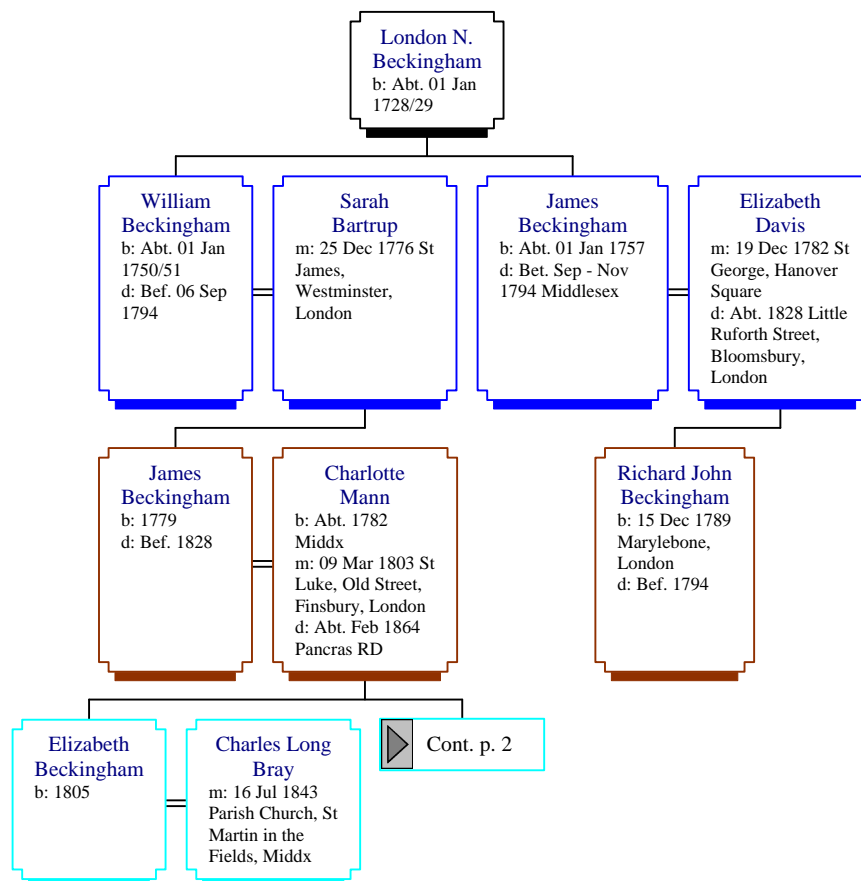 London N.
Beckingham
b: Abt. 01 Jan
1728/29
William
Beckingham
b: Abt. 01 Jan
1750/51
d: Bef. 06 Sep
1794
Sarah
Bartrup
m: 25 Dec 1776 St
James,
Westminster,
London
James
Beckingham
b: Abt. 01 Jan 1757
d: Bet. Sep - Nov
1794 Middlesex
Elizabeth
Davis
m: 19 Dec 1782 St
George, Hanover
Square
d: Abt. 1828 Little
Ruforth Street,
Bloomsbury,
London
James
Beckingham
b: 1779
d: Bef. 1828
Charlotte
Mann
b: Abt. 1782
Middx
m: 09 Mar 1803 St
Luke, Old Street,
Finsbury, London
d: Abt. Feb 1864
Pancras RD
Richard John
Beckingham
b: 15 Dec 1789
Marylebone,
London
d: Bef. 1794
Elizabeth
Beckingham
b: 1805
Charles Long
Bray
m: 16 Jul 1843
Parish Church, St
Martin in the
Fields, Middx
Cont. p. 2